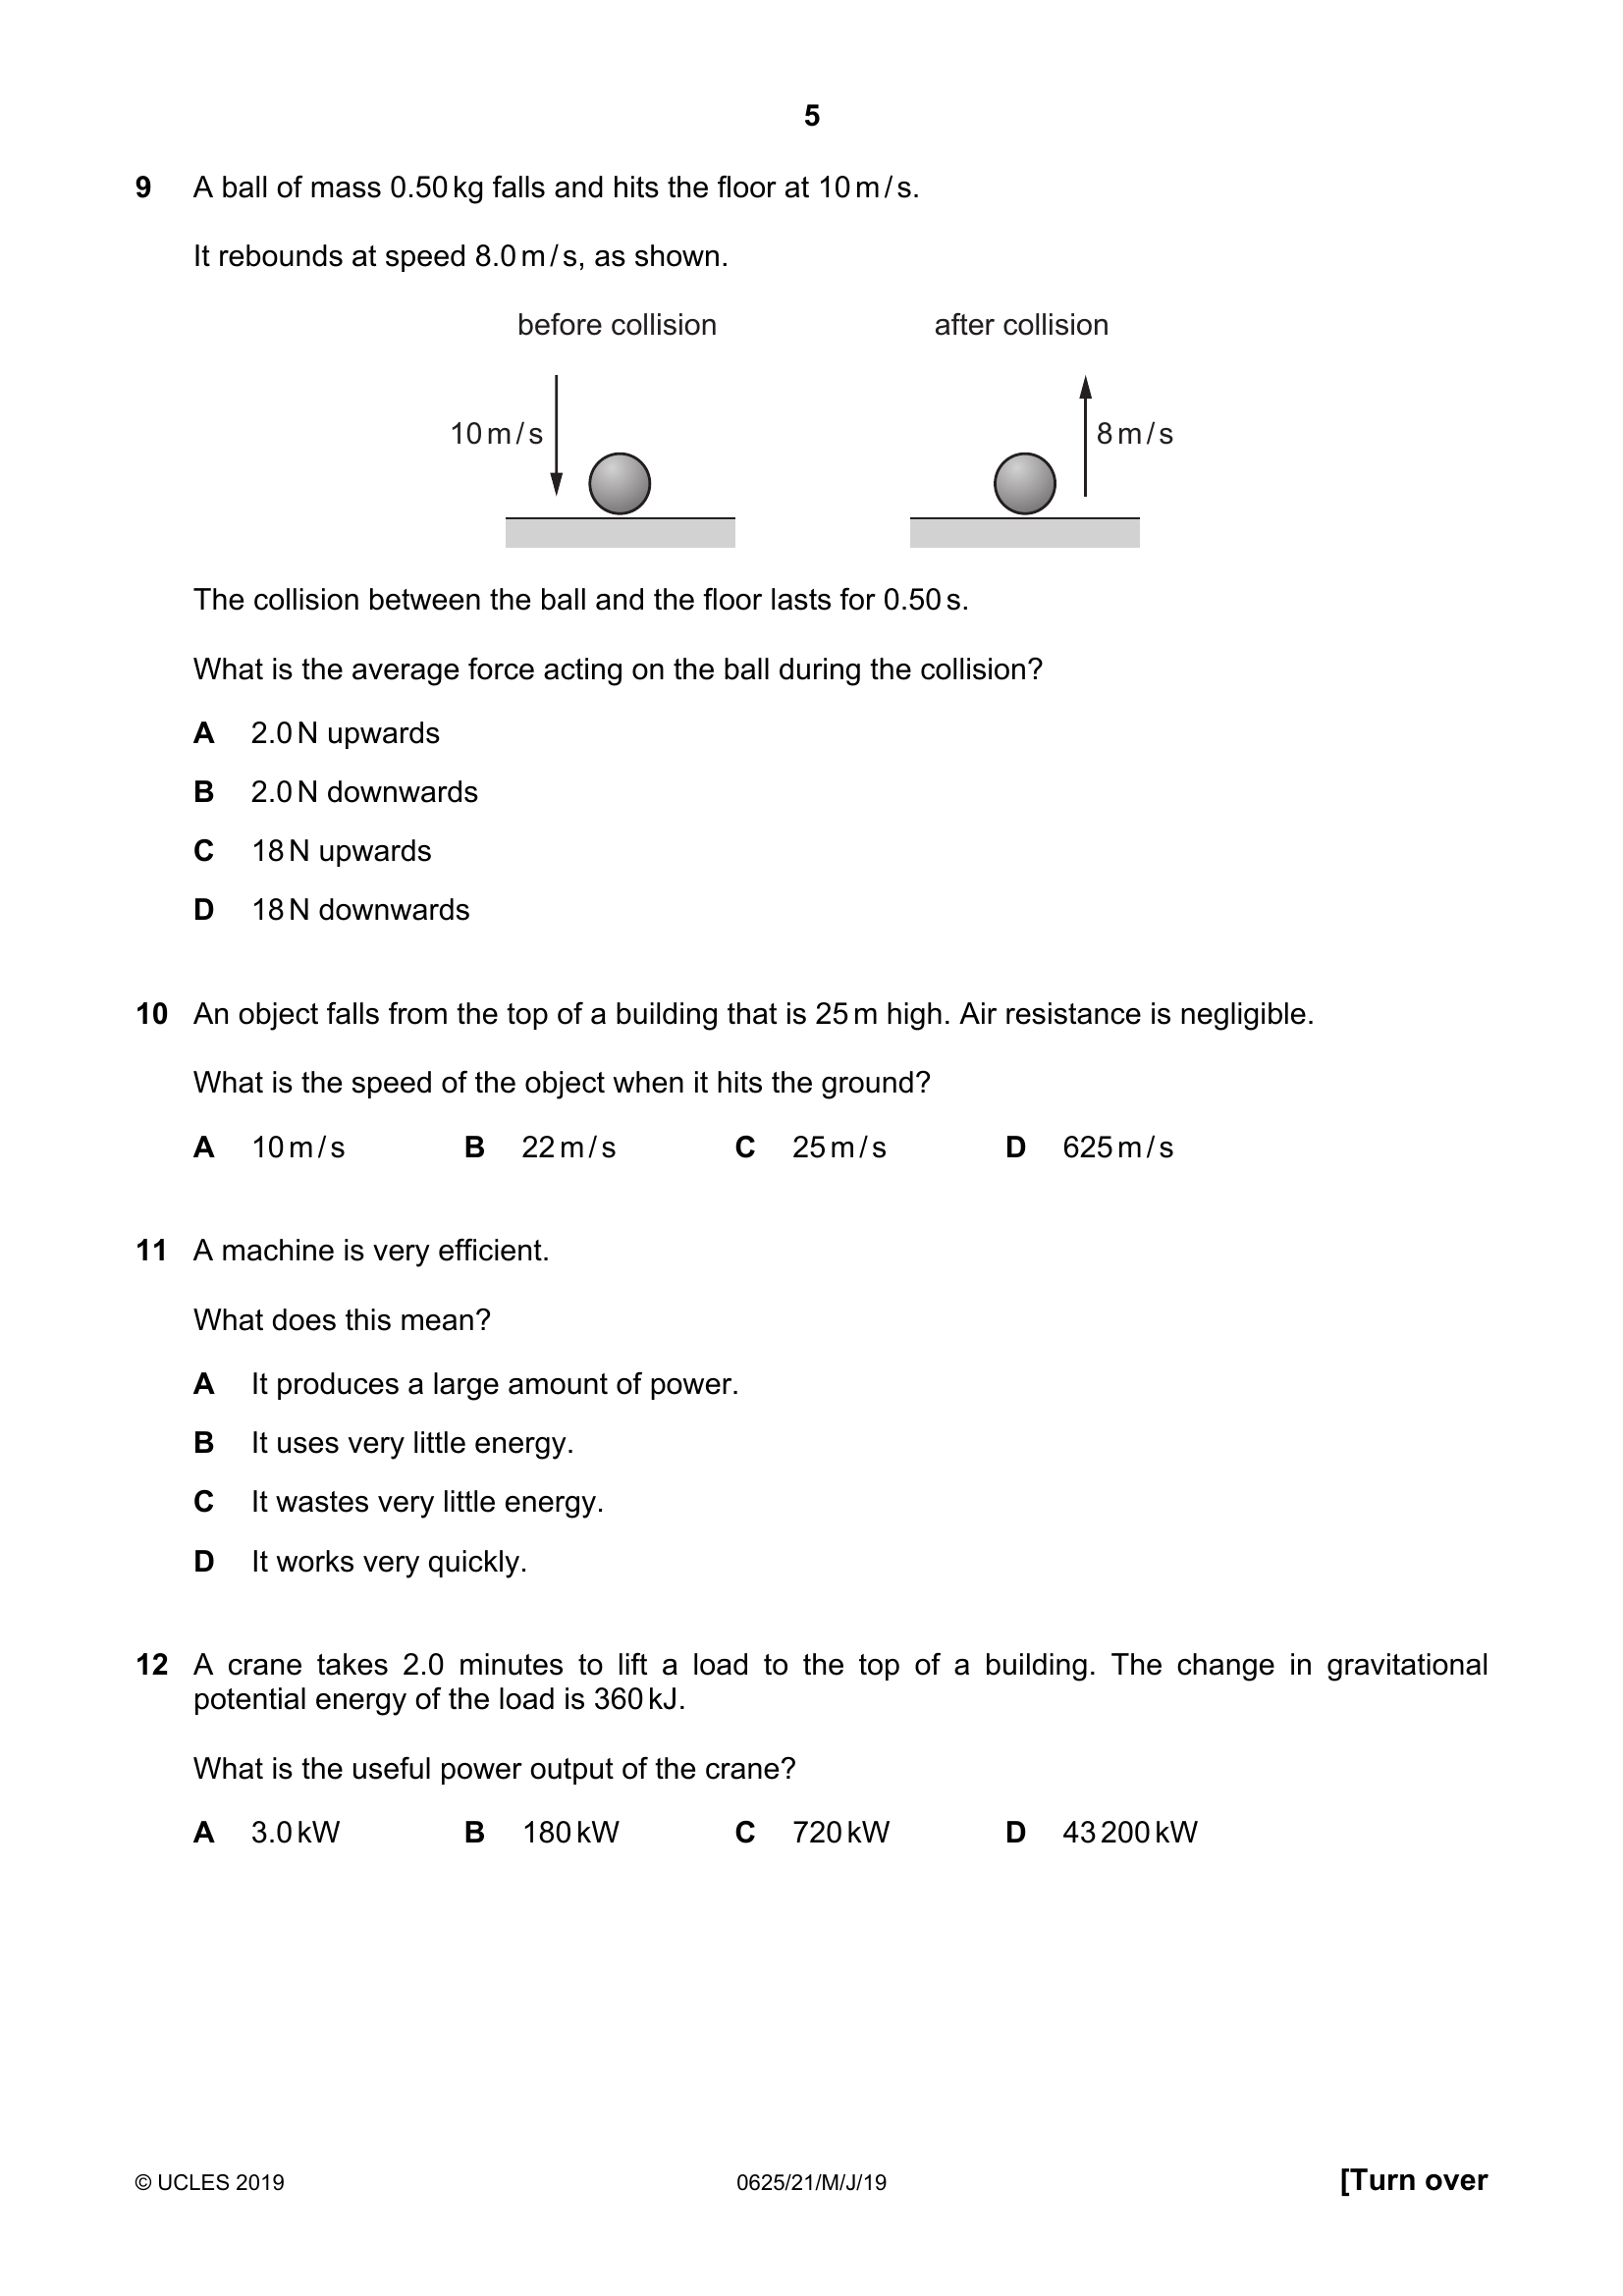 5
9 A ball of mass 0.50 kg falls and hits the floor at 10 m / s.
It rebounds at speed 8.0 m / s, as shown.
before collision after collision
10 m / s 8 m / s
The collision between the ball and the floor lasts for 0.50 s.
What is the average force acting on the ball during the collision?
A 2.0 N upwards
B 2.0 N downwards
C 18 N upwards
D 18 N downwards
10 An object falls from the top of a building that is 25 m high. Air resistance is negligible.
What is the speed of the object when it hits the ground?
A 10 m / s B 22 m / s C 25 m / s D 625 m / s
11 A machine is very efficient.
What does this mean?
A It produces a large amount of power.
B It uses very little energy.
C It wastes very little energy.
D It works very quickly.
12 A crane takes 2.0 minutes to lift a load to the top of a building. The change in gravitational
potential energy of the load is 360 kJ.
What is the useful power output of the crane?
A 3.0 kW B 180 kW C 720 kW D 43 200 kW
© UCLES 2019 0625/21/M/J/19 [Turn over